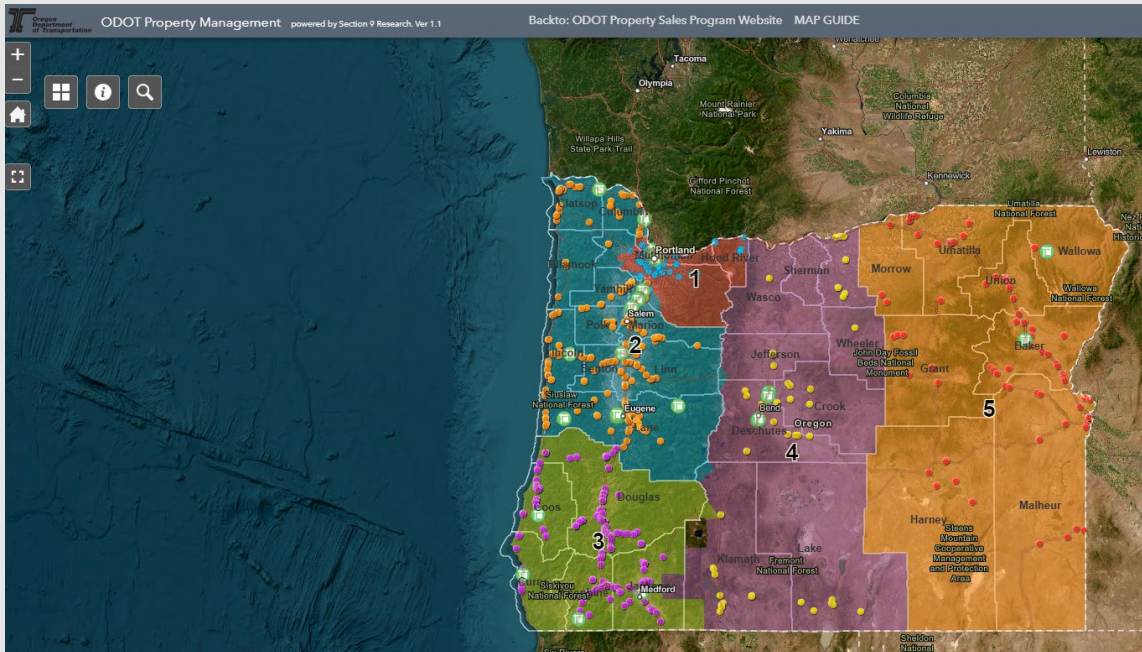 Oregon
Department
of Transportation
ODOT Property Management powered by Section 9 Research. Ver 1.1
Backto: ODOT Property Sales Program Website
MAP GUIDE
+
−
Wenatchee
Tacoma
Olympia
Mount Rainier
National Park
Columbia
National
Wildlife Refuge
Willapa Hills
State Park Trail
Yakima
Lewiston
Gifford Pinchot
National Forest
Kennewick
Umatilla
National Forest
Clatsop
Columbia
Portland
Multnomah
Hood River
Umatilla
Wallowa
Tillamook
1
Sherman
Morrow
Union
Yamhill
Wasco
Wallowa
National Forest
Salem
Polk
Marion
2
Wheeler
Baker
Lincoln
Jefferson
John Day Fossil
Beds National
Monument
Grant
Benton
Linn
Siuslaw
National Forest
Eugene
Bend
Crook
5
Lane
Deschutes
Oregon
4
Douglas
Coos
Malheur
Harney
3
Steens
Mountain
Cooperative
Management
and Protection
Area
Lake
Klamath
Fremont
National Forest
Siskiyou
National Forest
Medford
Sheldon
National